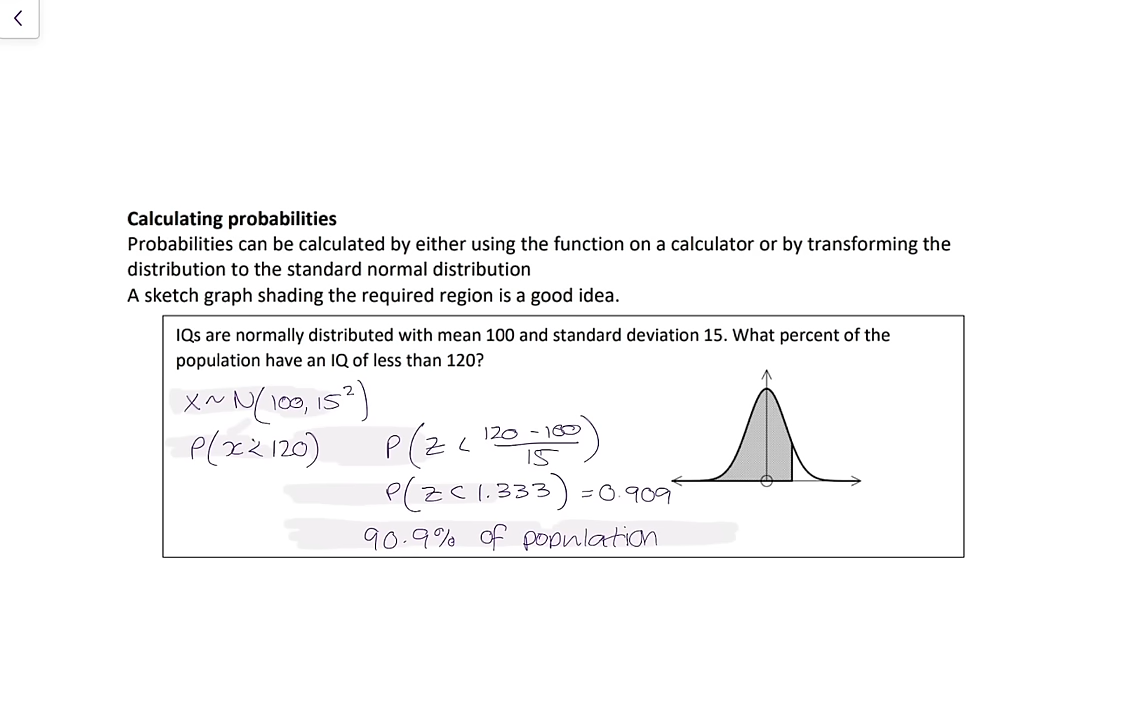 Calculating probabilities
Probabilities can be calculated by either using the function on a calculator or by transforming the
distribution to the standard normal distribution
A sketch graph shading the required region is a good idea.
IQs are normally distributed with mean 100 and standard deviation 15. What percent of the
population have an IQ of less than 120?
X ~ N(100, 15²)
P(x < 120) P(Z < (120 - 100)/15)
P(Z < 1.333) = 0.909
90.9% of population